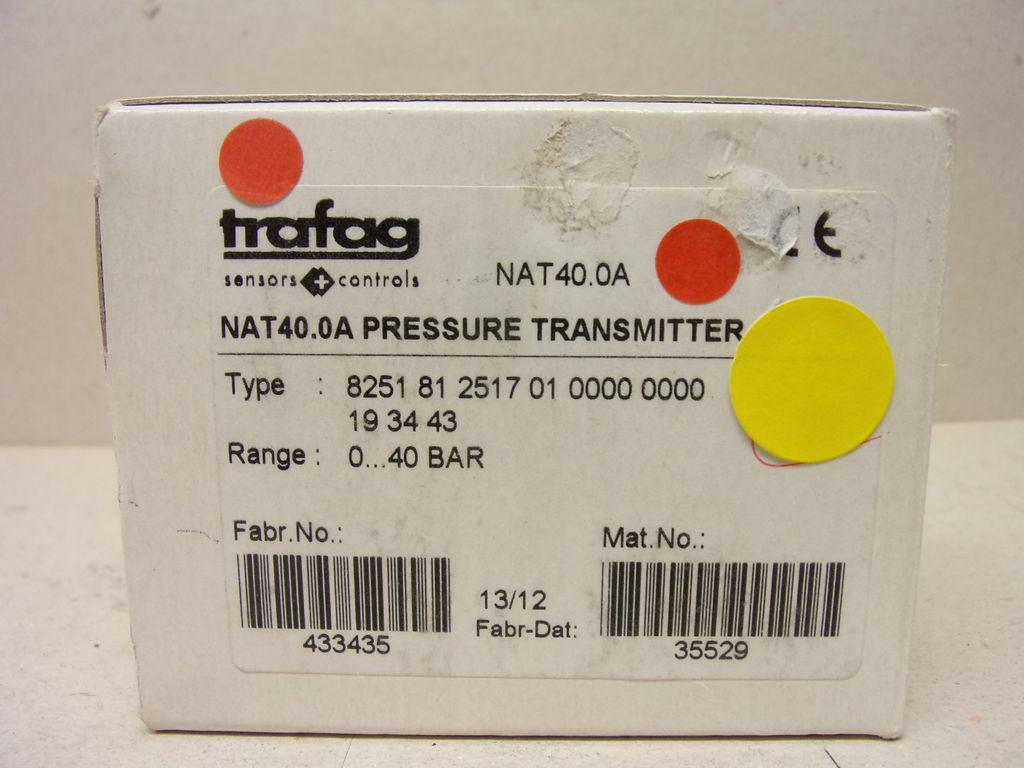 trafag
sensors + controls
NAT40.0A
CE
NAT40.0A PRESSURE TRANSMITTER
Type : 8251 81 2517 01 0000 0000
19 34 43
Range : 0...40 BAR
Fabr.No.:
Mat.No.:
433435
13/12
Fabr-Dat:
35529